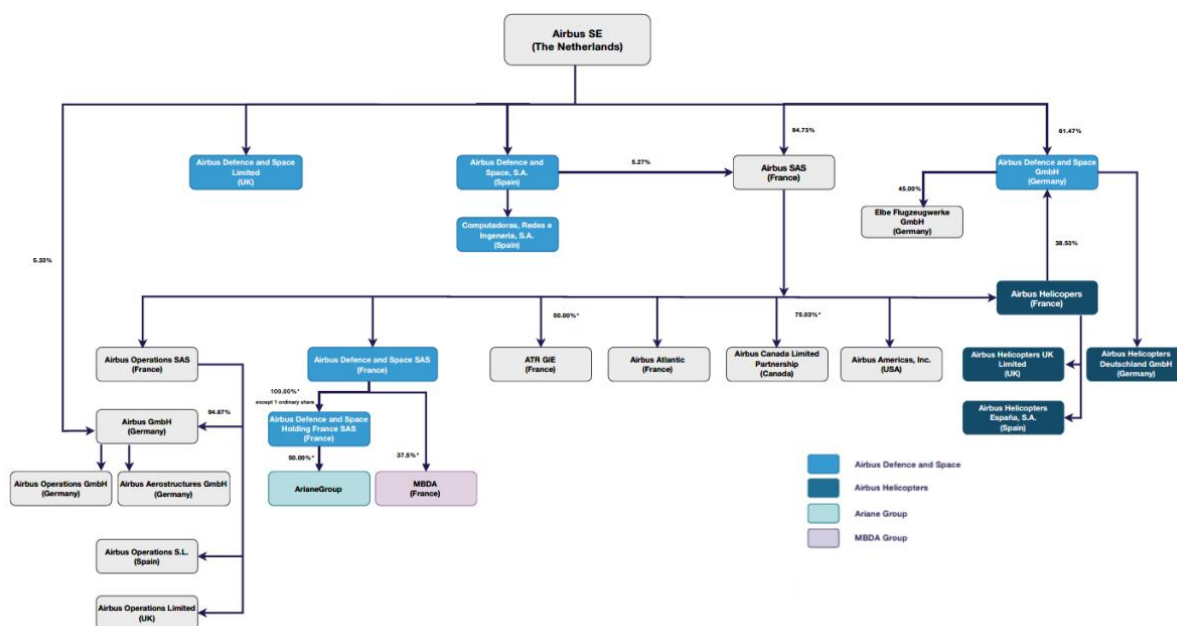 Airbus SE
(The Netherlands)
94.73%
61.47%
Airbus Defence and Space
Limited
(UK)
Airbus Defence and
Space, S.A.
(Spain)
5.27%
Airbus SAS
(France)
Airbus Defence and Space
GmbH
(Germany)
45.00%
Elbe Flugzeugwerke
GmbH
(Germany)
Computadoras, Redes e
Ingeneria, S.A.
(Spain)
38.53%
5.33%
Airbus Helicopers
(France)
50.00%*
75.03%*
Airbus Operations SAS
(France)
Airbus Defence and Space SAS
(France)
ATR GIE
(France)
Airbus Atlantic
(France)
Airbus Canada Limited
Partnership
(Canada)
Airbus Americas, Inc.
(USA)
Airbus Helicopters UK
Limited
(UK)
Airbus Helicopters
Deutschland GmbH
(Germany)
100.00%*
except 1 ordinary share
94.67%
Airbus GmbH
(Germany)
Airbus Defence and Space
Holding France SAS
(France)
Airbus Helicopters
España, S.A.
(Spain)
50.00%*
37.5%*
Airbus Operations GmbH
(Germany)
Airbus Aerostructures GmbH
(Germany)
ArianeGroup
MBDA
(France)
Airbus Defence and Space
Airbus Helicopters
Ariane Group
MBDA Group
Airbus Operations S.L.
(Spain)
Airbus Operations Limited
(UK)